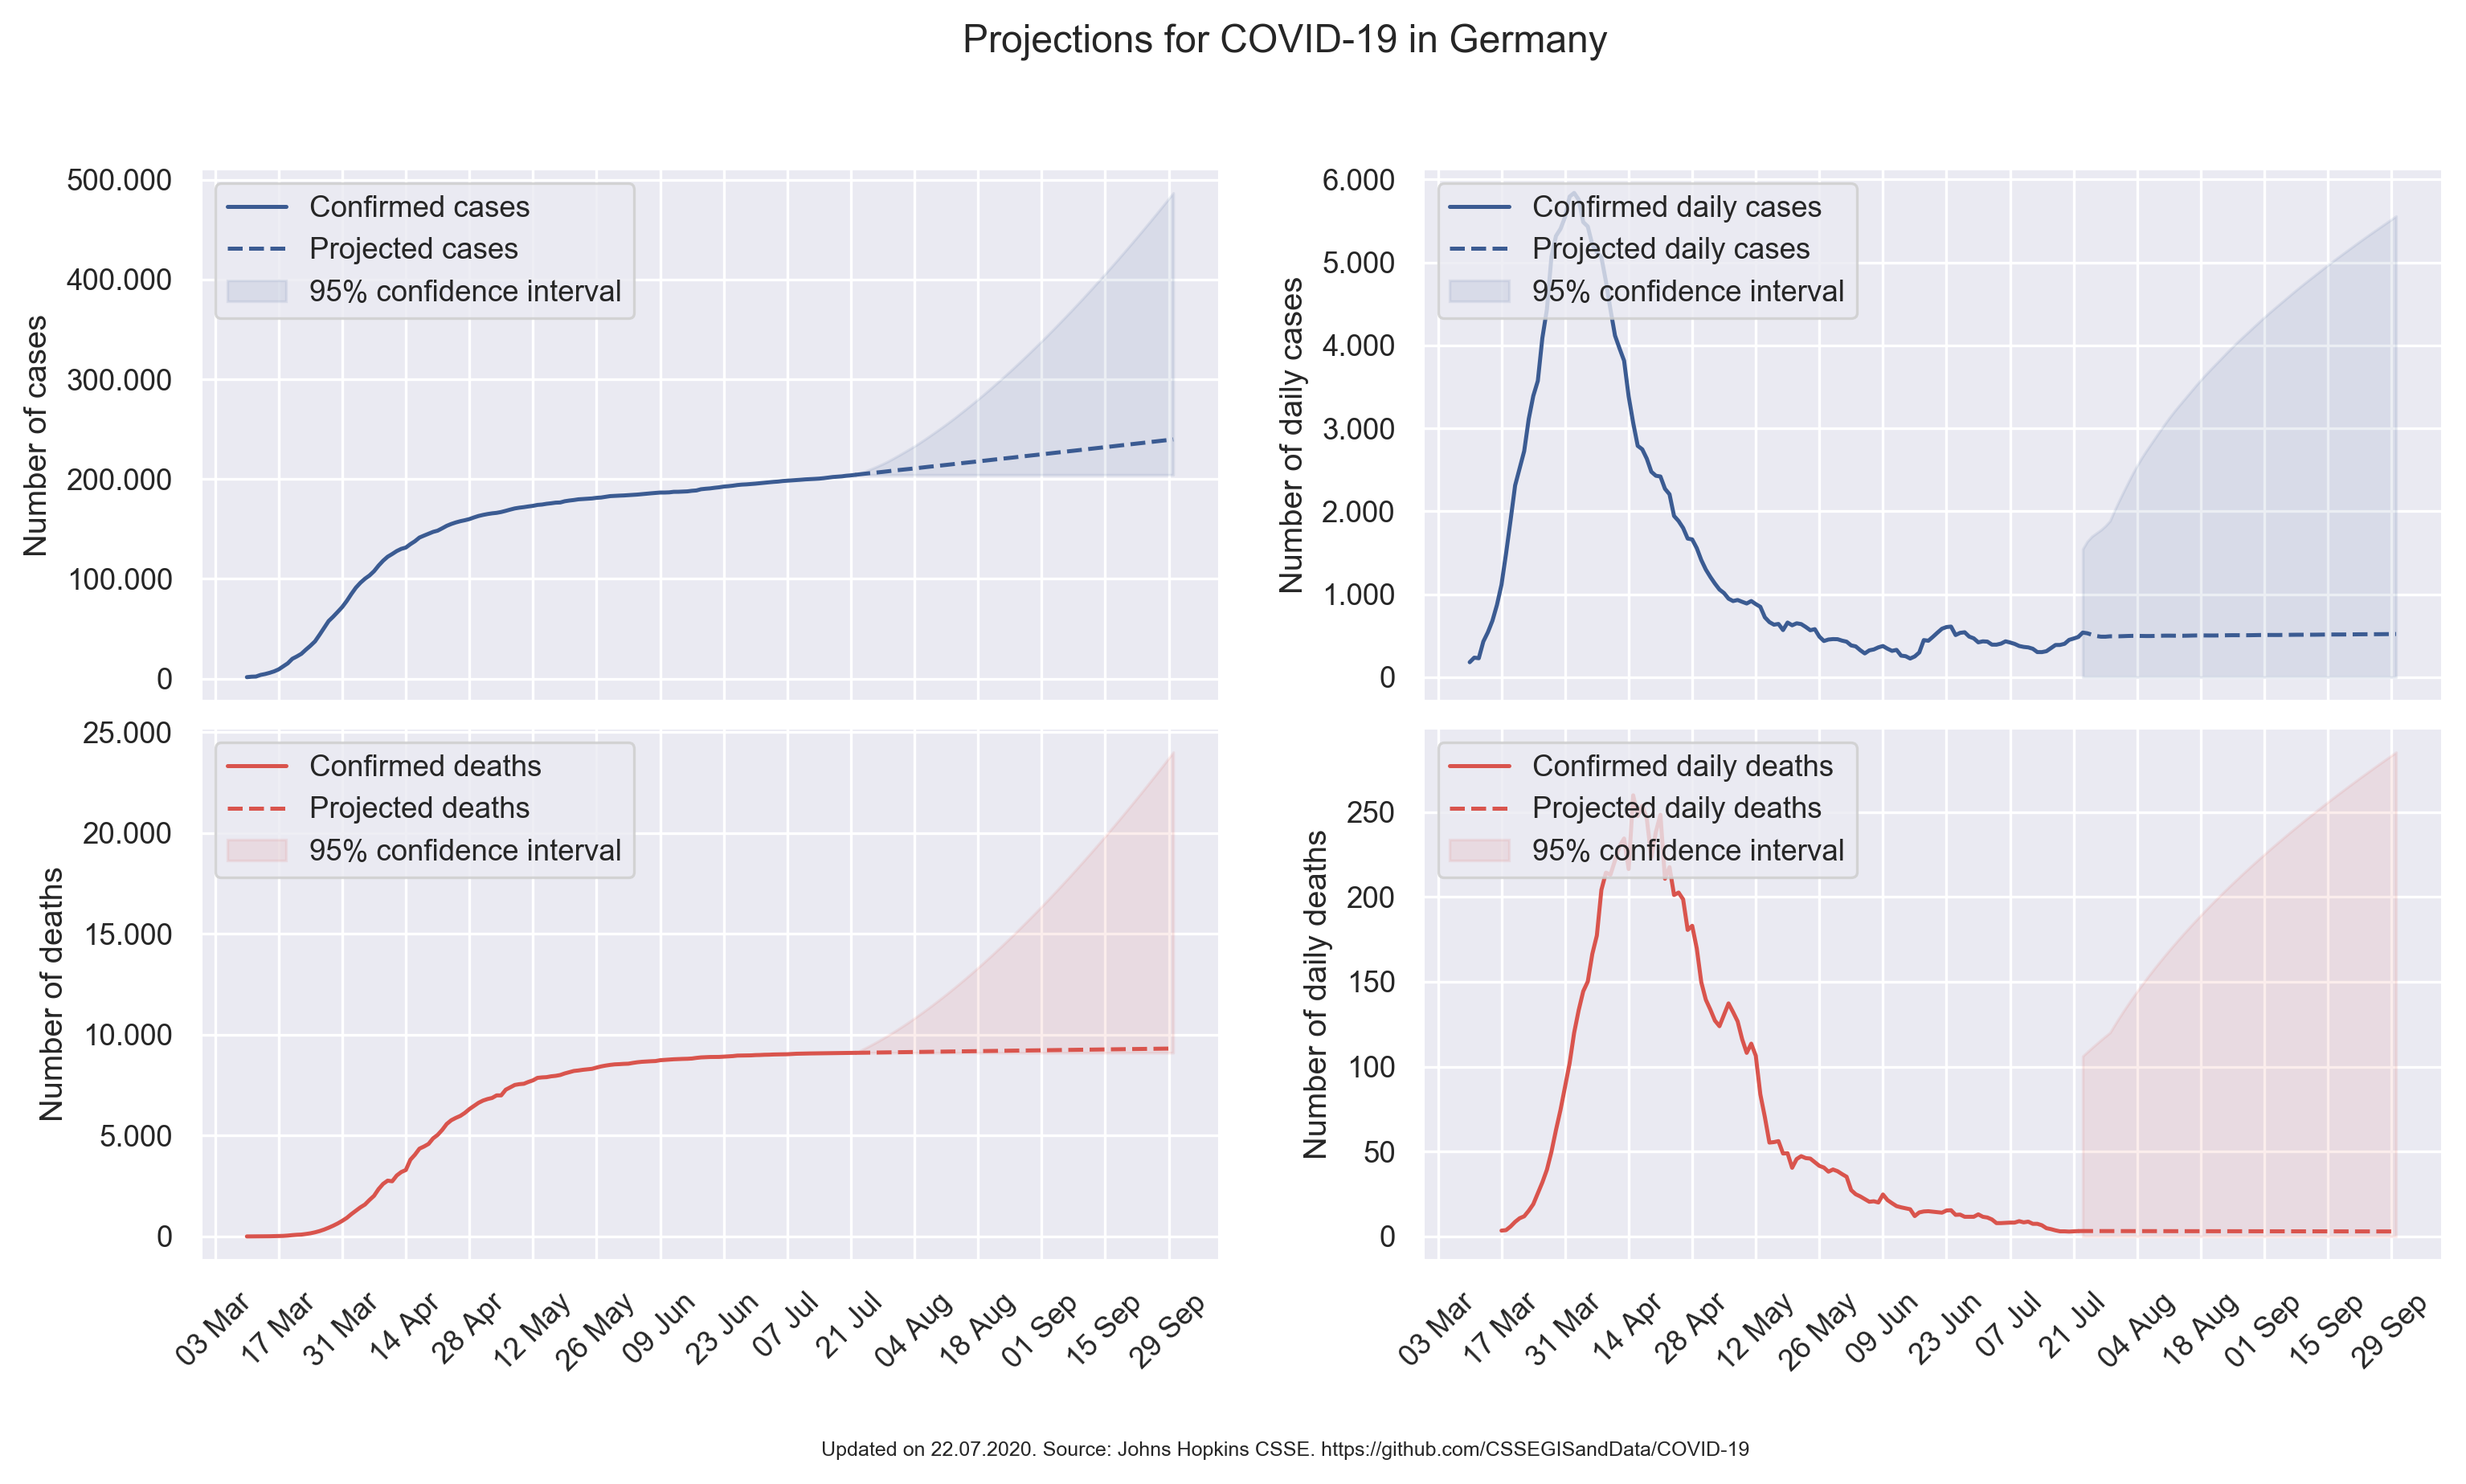 Projections for COVID-19 in Germany
500.000
400.000
300.000
200.000
100.000
0
Number of cases
Confirmed cases
Projected cases
95% confidence interval
6.000
5.000
4.000
3.000
2.000
1.000
0
Number of daily cases
Confirmed daily cases
Projected daily cases
95% confidence interval
25.000
20.000
15.000
10.000
5.000
0
Number of deaths
Confirmed deaths
Projected deaths
95% confidence interval
250
200
150
100
50
0
Number of daily deaths
Confirmed daily deaths
Projected daily deaths
95% confidence interval
03 Mar
17 Mar
31 Mar
14 Apr
28 Apr
12 May
26 May
09 Jun
23 Jun
07 Jul
21 Jul
04 Aug
18 Aug
01 Sep
15 Sep
29 Sep
03 Mar
17 Mar
31 Mar
14 Apr
28 Apr
12 May
26 May
09 Jun
23 Jun
07 Jul
21 Jul
04 Aug
18 Aug
01 Sep
15 Sep
29 Sep
Updated on 22.07.2020. Source: Johns Hopkins CSSE. https://github.com/CSSEGISandData/COVID-19